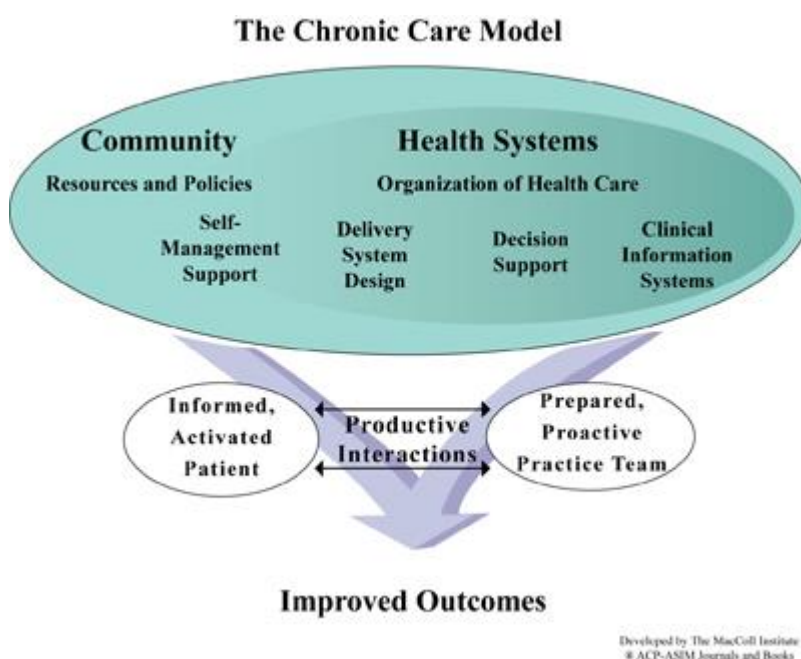 The Chronic Care Model
Community
Health Systems
Resources and Policies
Organization of Health Care
Self-
Management
Support
Delivery
System
Design
Decision
Support
Clinical
Information
Systems
Informed,
Activated
Patient
Productive
Interactions
Prepared,
Proactive
Practice Team
Improved Outcomes
Developed by The MacColl Institute
® ACP-ASIM Journals and Books